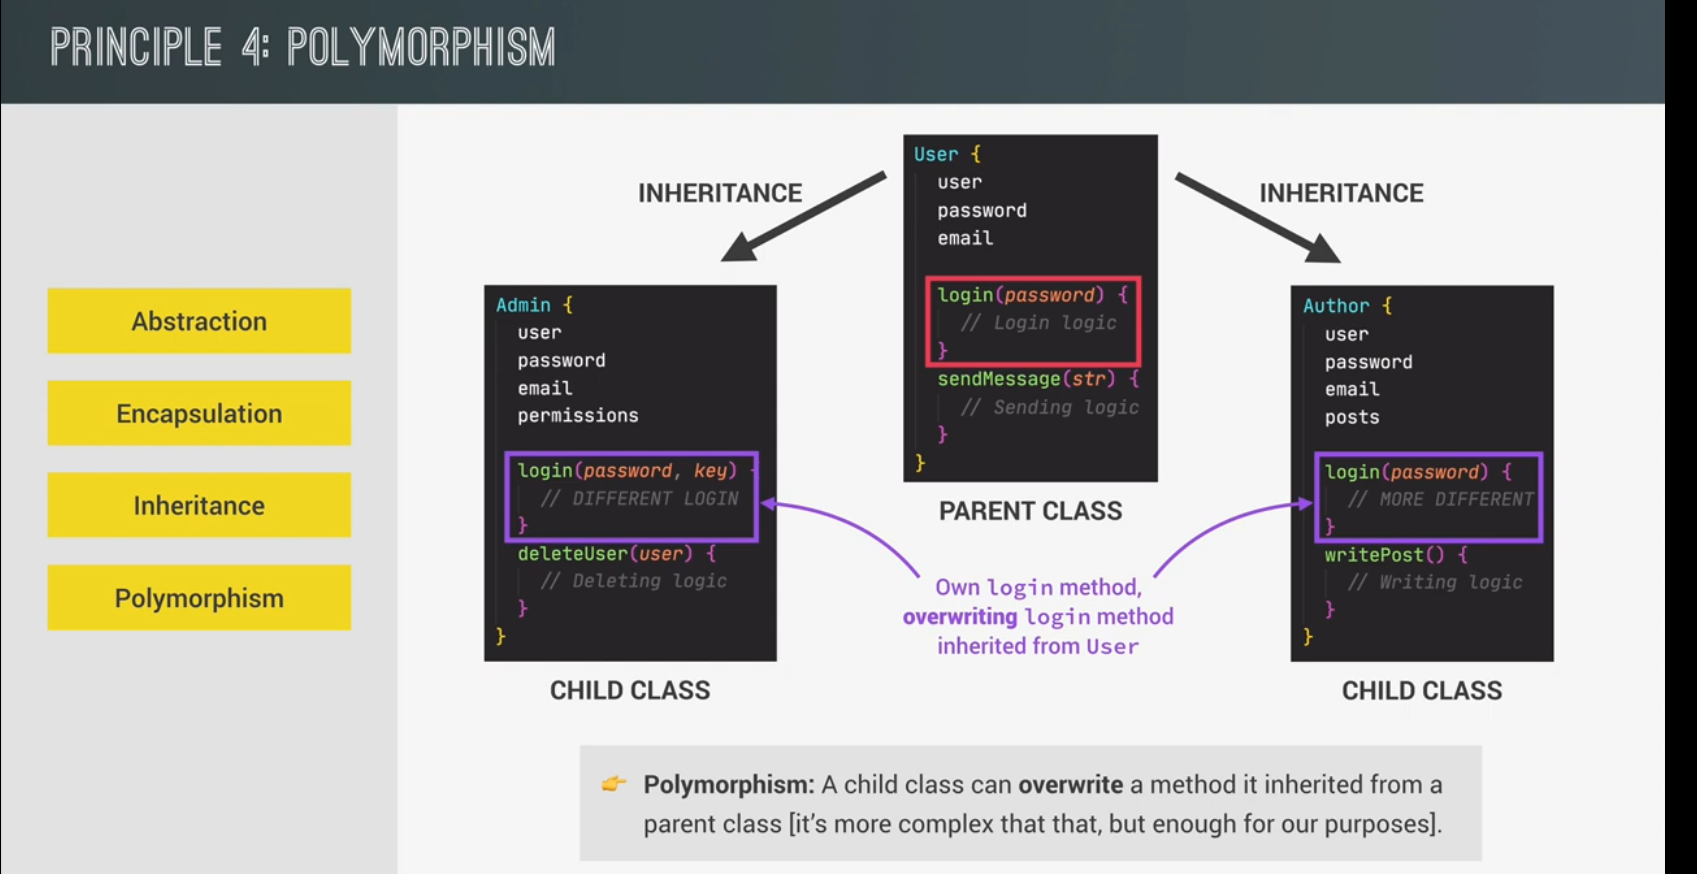 PRINCIPLE 4: POLYMORPHISM
Abstraction
Encapsulation
Inheritance
Polymorphism
INHERITANCE
INHERITANCE
User {
user
password
email
login(password) {
// Login logic
}
sendMessage(str) {
// Sending logic
}
}
PARENT CLASS
Admin {
user
password
email
permissions
login(password, key) {
// DIFFERENT LOGIN
}
deleteUser(user) {
// Deleting logic
}
}
CHILD CLASS
Own login method,
overwriting login method
inherited from User
Author {
user
password
email
posts
login(password) {
// MORE DIFFERENT
}
writePost() {
// Writing logic
}
}
CHILD CLASS
👉 Polymorphism: A child class can overwrite a method it inherited from a
parent class [it’s more complex that that, but enough for our purposes].